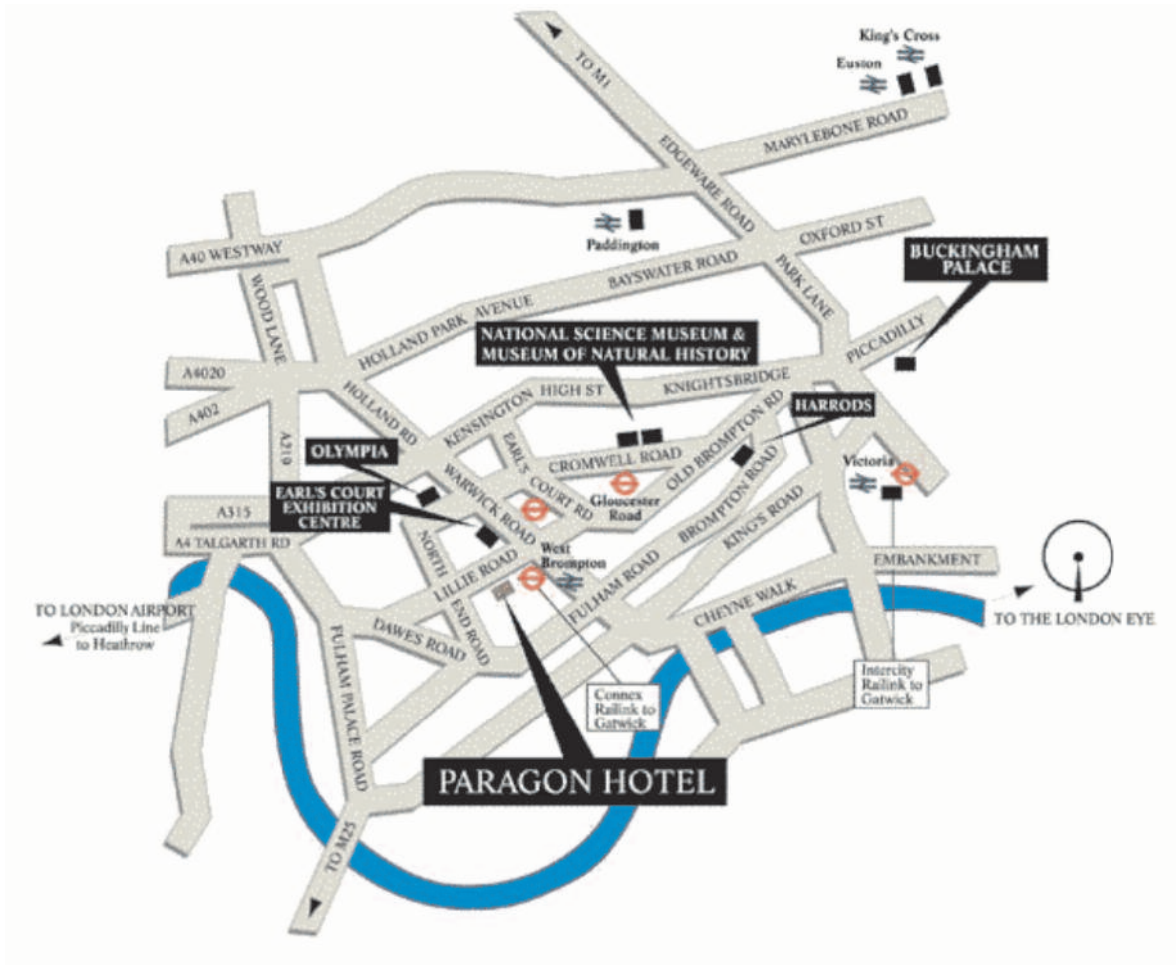 King's Cross
Euston
TO M1
MARYLEBONE ROAD
EDGEWARE ROAD
Paddington
OXFORD ST
A40 WESTWAY
BUCKINGHAM
PALACE
BAYSWATER ROAD
PARK LANE
WOOD LANE
HOLLAND PARK AVENUE
NATIONAL SCIENCE MUSEUM &
MUSEUM OF NATURAL HISTORY
PICCADILLY
A4020
HIGH ST
KNIGHTSBRIDGE
A402
HOLLAND RD
KENSINGTON
HARRODS
OLD BROMPTON RD
A219
OLYMPIA
EARL'S COURT RD
CROMWELL ROAD
Victoria
WARWICK ROAD
EARL'S COURT
EXHIBITION
CENTRE
Gloucester
Road
BROMPTON ROAD
KING'S ROAD
A315
A4 TALGARTH RD
West
Brompton
NORTH END ROAD
LILLIE ROAD
FULHAM ROAD
EMBANKMENT
CHEYNE WALK
TO LONDON AIRPORT
Piccadilly Line
to Heathrow
TO THE LONDON EYE
DAWES ROAD
FULHAM PALACE ROAD
Intercity
Railink to
Gatwick
Connex
Railink to
Gatwick
PARAGON HOTEL
TO M25